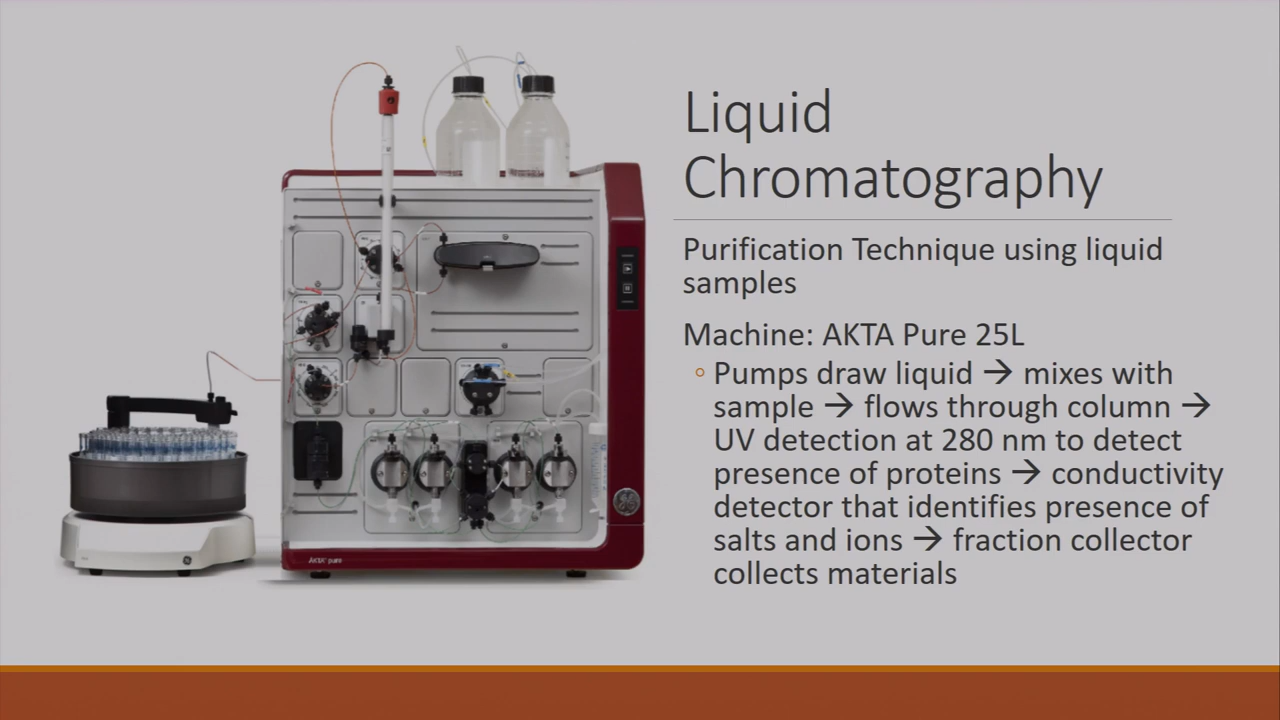 Liquid
Chromatography
Purification Technique using liquid
samples
Machine: AKTA Pure 25L
◦ Pumps draw liquid → mixes with
sample → flows through column →
UV detection at 280 nm to detect
presence of proteins → conductivity
detector that identifies presence of
salts and ions → fraction collector
collects materials
ÄKTA pure